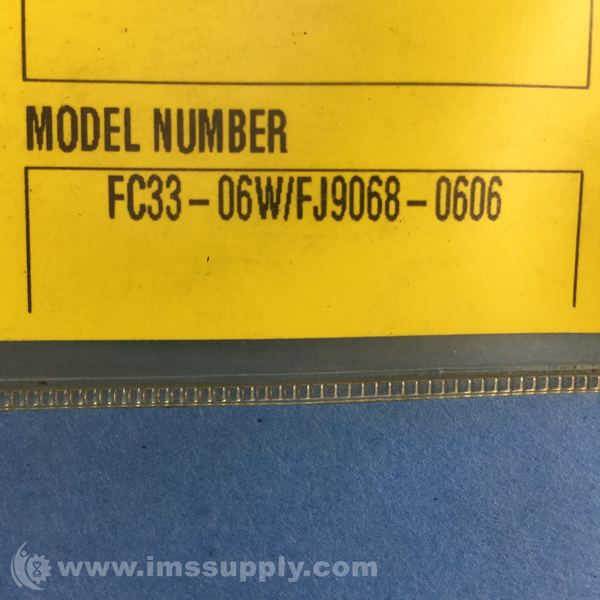 MODEL NUMBER
FC33-06W/FJ9068-0606
www.imssupply.com